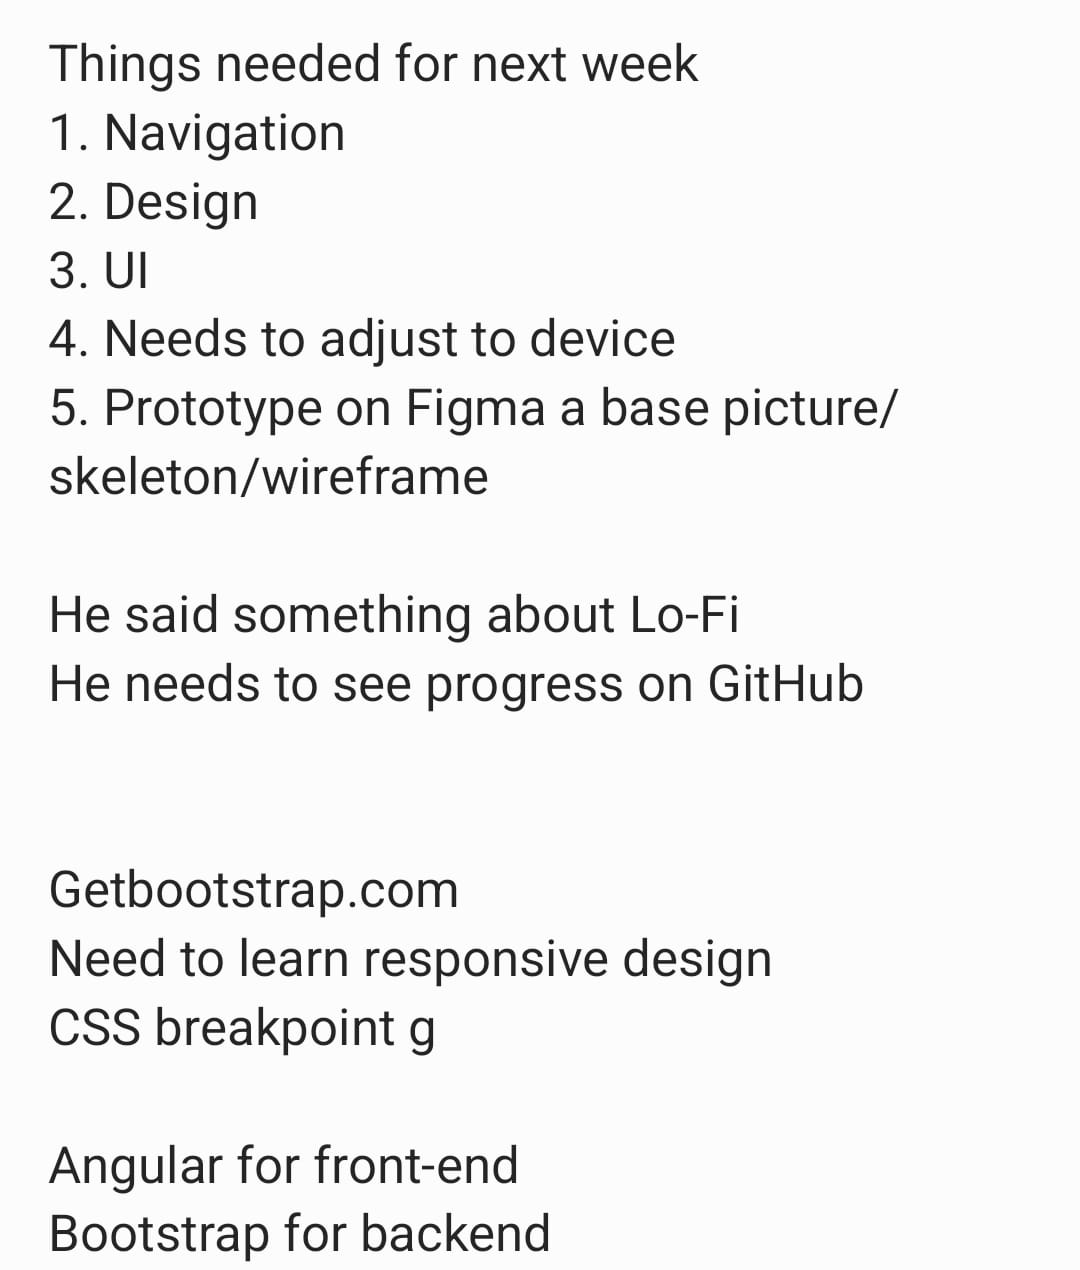 Things needed for next week
1. Navigation
2. Design
3. UI
4. Needs to adjust to device
5. Prototype on Figma a base picture/
skeleton/wireframe
He said something about Lo-Fi
He needs to see progress on GitHub
Getbootstrap.com
Need to learn responsive design
CSS breakpoint g
Angular for front-end
Bootstrap for backend